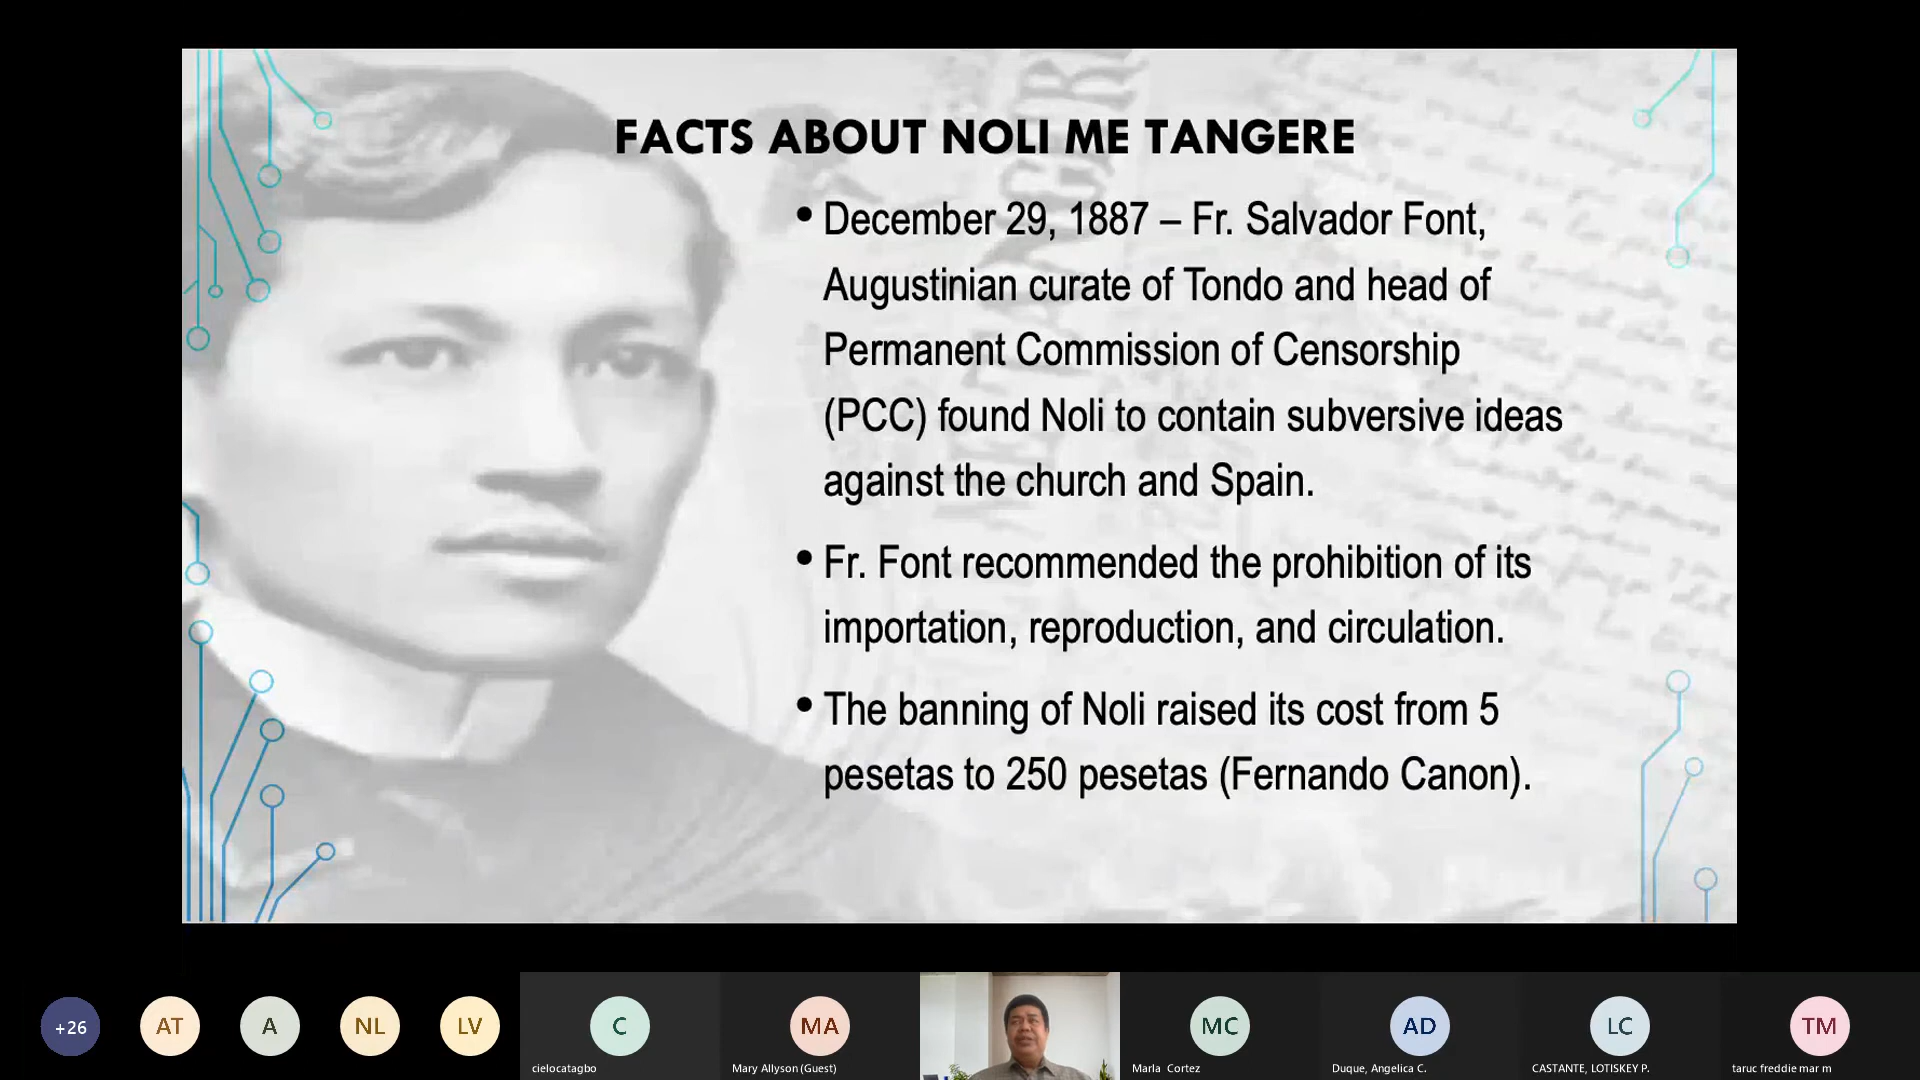 FACTS ABOUT NOLI ME TANGERE
• December 29, 1887 – Fr. Salvador Font,
Augustinian curate of Tondo and head of
Permanent Commission of Censorship
(PCC) found Noli to contain subversive ideas
against the church and Spain.
• Fr. Font recommended the prohibition of its
importation, reproduction, and circulation.
• The banning of Noli raised its cost from 5
pesetas to 250 pesetas (Fernando Canon).
+26 AT A NL LV C MA MC AD LC TM
cielocatagbo Mary Allyson (Guest) Marla Cortez Duque, Angelica C. CASTANTE, LOTISKEY P. taruc freddie mar m